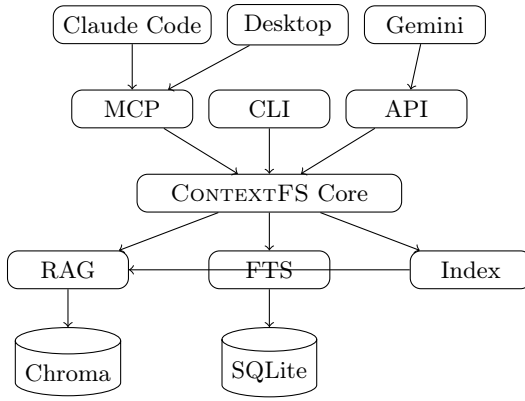 Claude Code
Desktop
Gemini
MCP
CLI
API
CONTEXTFS Core
RAG
FTS
Index
Chroma
SQLite